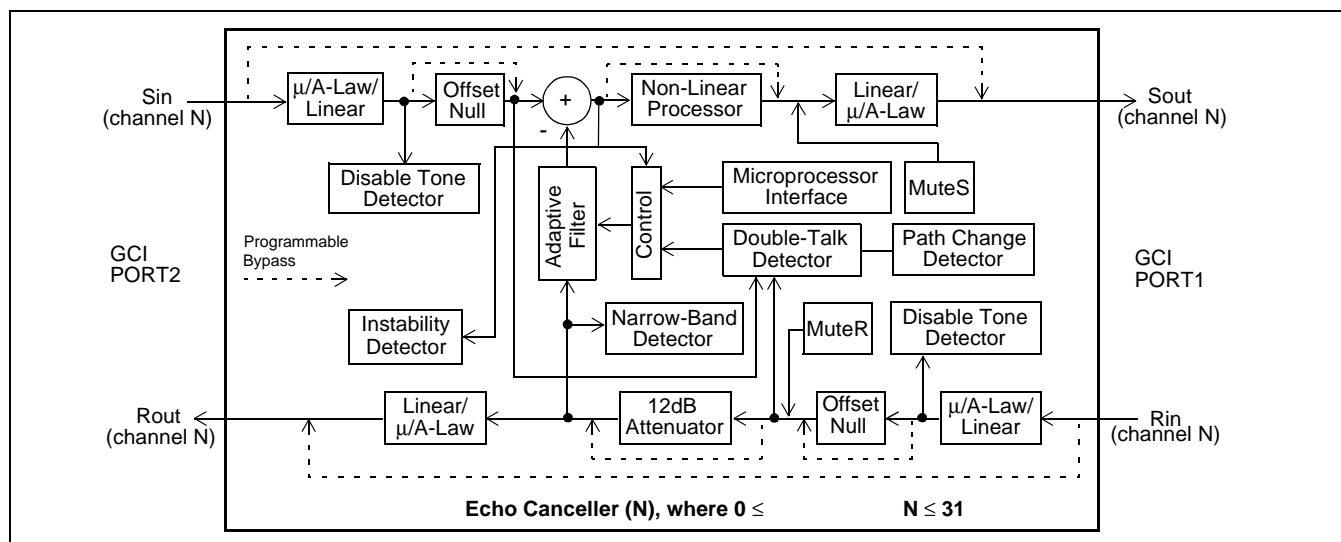 Sin
(channel N)
μ/A-Law/
Linear
Offset
Null
+
-
Non-Linear
Processor
Linear/
μ/A-Law
Sout
(channel N)
Disable Tone
Detector
Adaptive
Filter
Control
Microprocessor
Interface
MuteS
GCI
PORT2
Programmable
Bypass
Double-Talk
Detector
Path Change
Detector
GCI
PORT1
Instability
Detector
Narrow-Band
Detector
MuteR
Disable Tone
Detector
Rout
(channel N)
Linear/
μ/A-Law
12dB
Attenuator
Offset
Null
μ/A-Law/
Linear
Rin
(channel N)
Echo Canceller (N), where 0 ≤ N ≤ 31